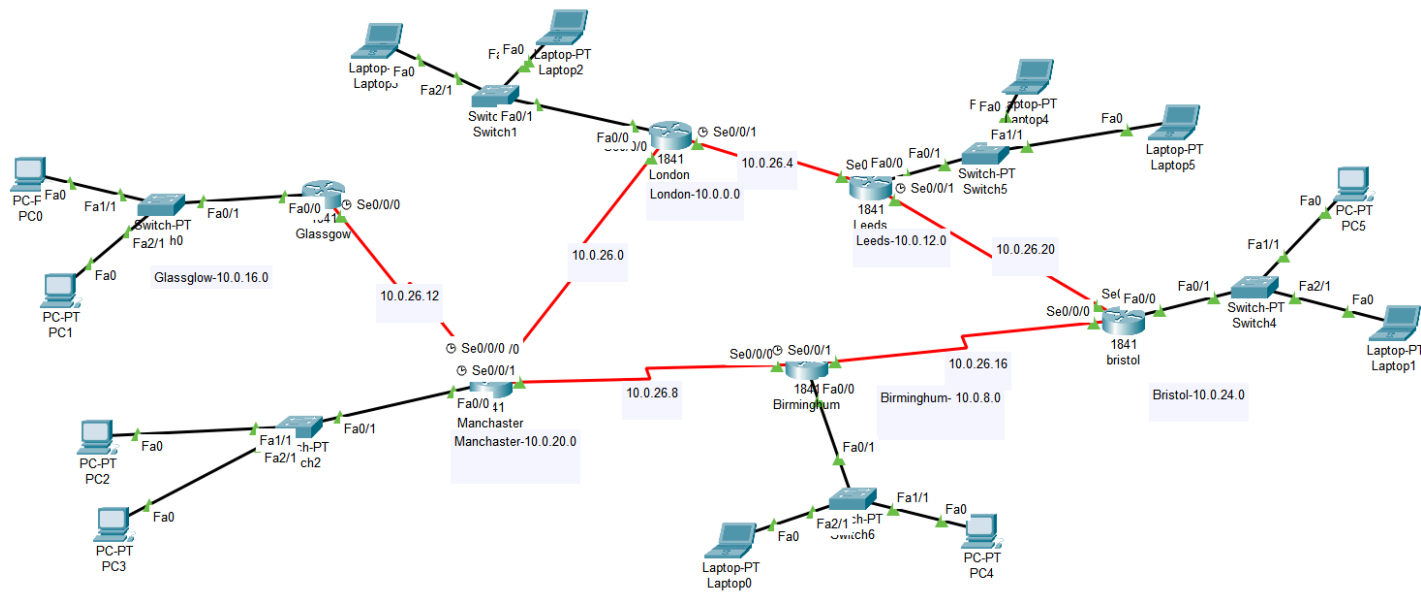 Laptop-PT
Laptop2
Fa0
Laptop-
Fa0
Fa2/1
Fa0/1
Switch1
Fa0/0
Se0/0/1
1841
London
London-10.0.0.0
10.0.26.4
Fa0
Fa1/1
Fa0
Laptop-PT
Laptop5
Switch-PT
Switch5
Fa0/1
Fa0/0
Se0/0/1
1841
Leeds
Leeds-10.0.12.0
10.0.26.20
PC0
Fa0
Fa1/1
Switch-PT
Fa0/1
Fa2/1
Fa0/0
Se0/0/0
Glassgow
Fa0
PC-PT
PC1
Glassglow-10.0.16.0
10.0.26.12
10.0.26.0
Fa0
PC-PT
PC5
Fa1/1
Fa0/1
Fa2/1
Fa0
Switch-PT
Switch4
Laptop-PT
Laptop1
Fa0/0
Se0/0/0
1841
bristol
Bristol-10.0.24.0
Se0/0/0
Se0/0/1
Fa0/0
Manchaster
Manchaster-10.0.20.0
10.0.26.8
Se0/0/0
Se0/0/1
Fa0/0
Birminghum
Birminghum- 10.0.8.0
10.0.26.16
Fa0/1
Fa1/1
Fa2/1
Fa0
PC-PT
PC2
Fa0
PC-PT
PC3
Fa0/1
Fa1/1
Fa2/1
Fa0
Fa0
Switch6
Laptop-PT
Laptop0
PC-PT
PC4